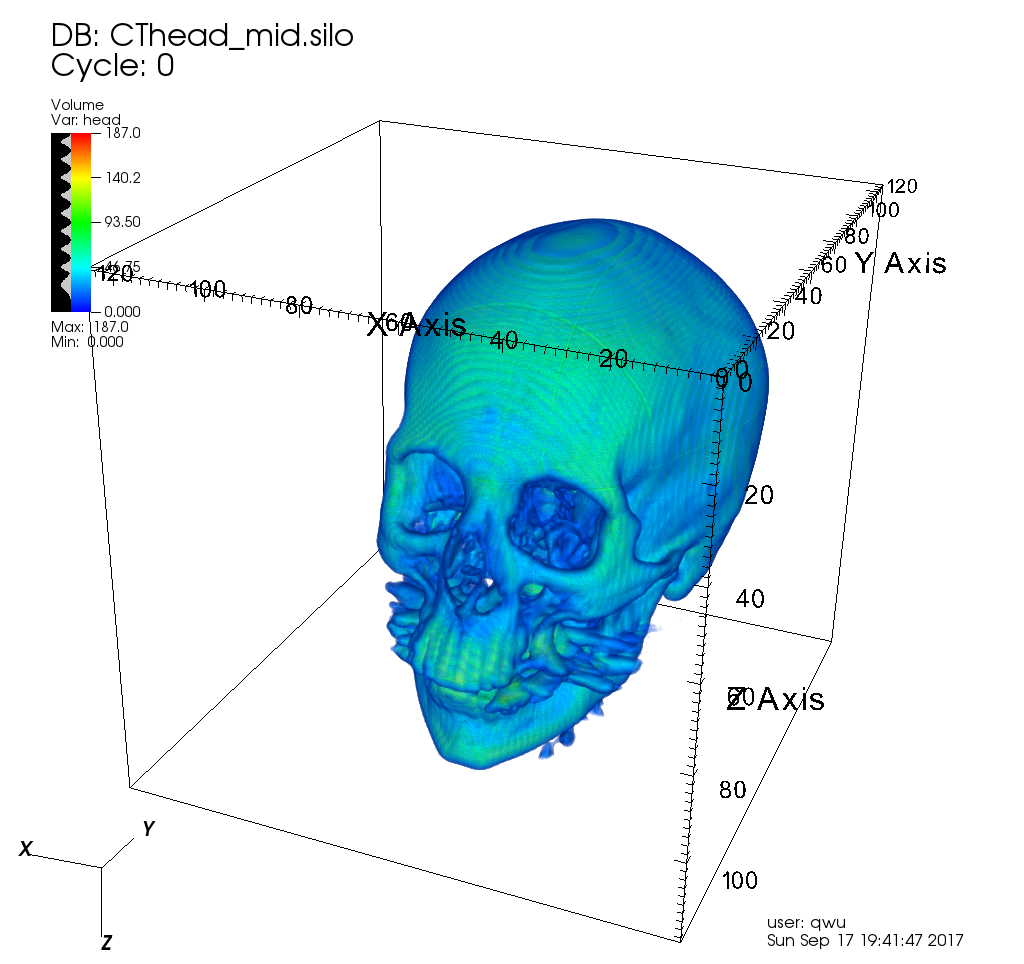 DB: CThead_mid.silo
Cycle: 0
Volume
Var: head
187.0
140.2
93.50
46.75
0.000
Max: 187.0
Min: 0.000
120
100
80
60
X Axis
40
20
0
120
100
80
60
Y Axis
40
20
0
0
20
40
60
Z Axis
80
100
X
Y
Z
user: qwu
Sun Sep 17 19:41:47 2017